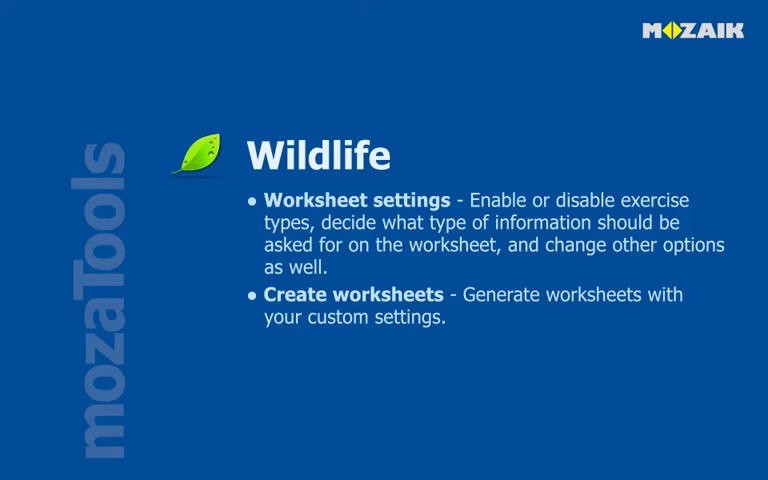 MOZAIK
mozaTools
Wildlife
● Worksheet settings - Enable or disable exercise
types, decide what type of information should be
asked for on the worksheet, and change other options
as well.
● Create worksheets - Generate worksheets with
your custom settings.